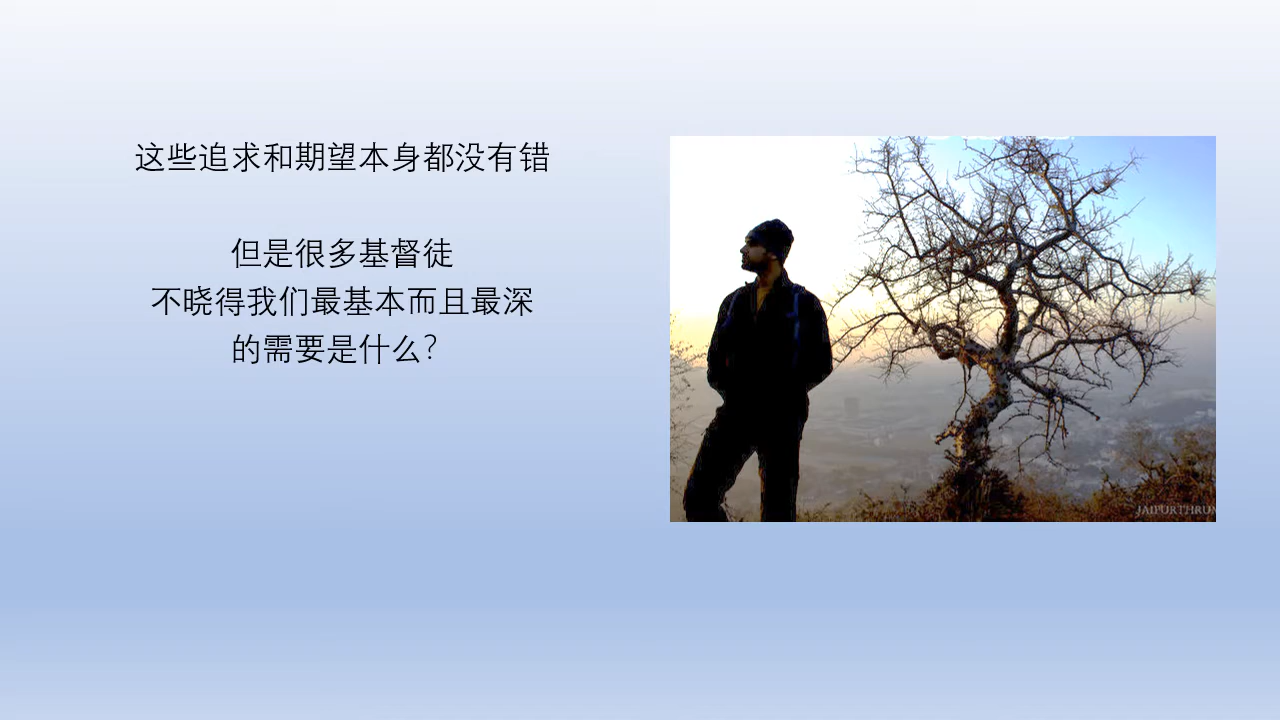 这些追求和期望本身都没有错
但是很多基督徒
不晓得我们最基本而且最深
的需要是什么？
JAIPURTHRU